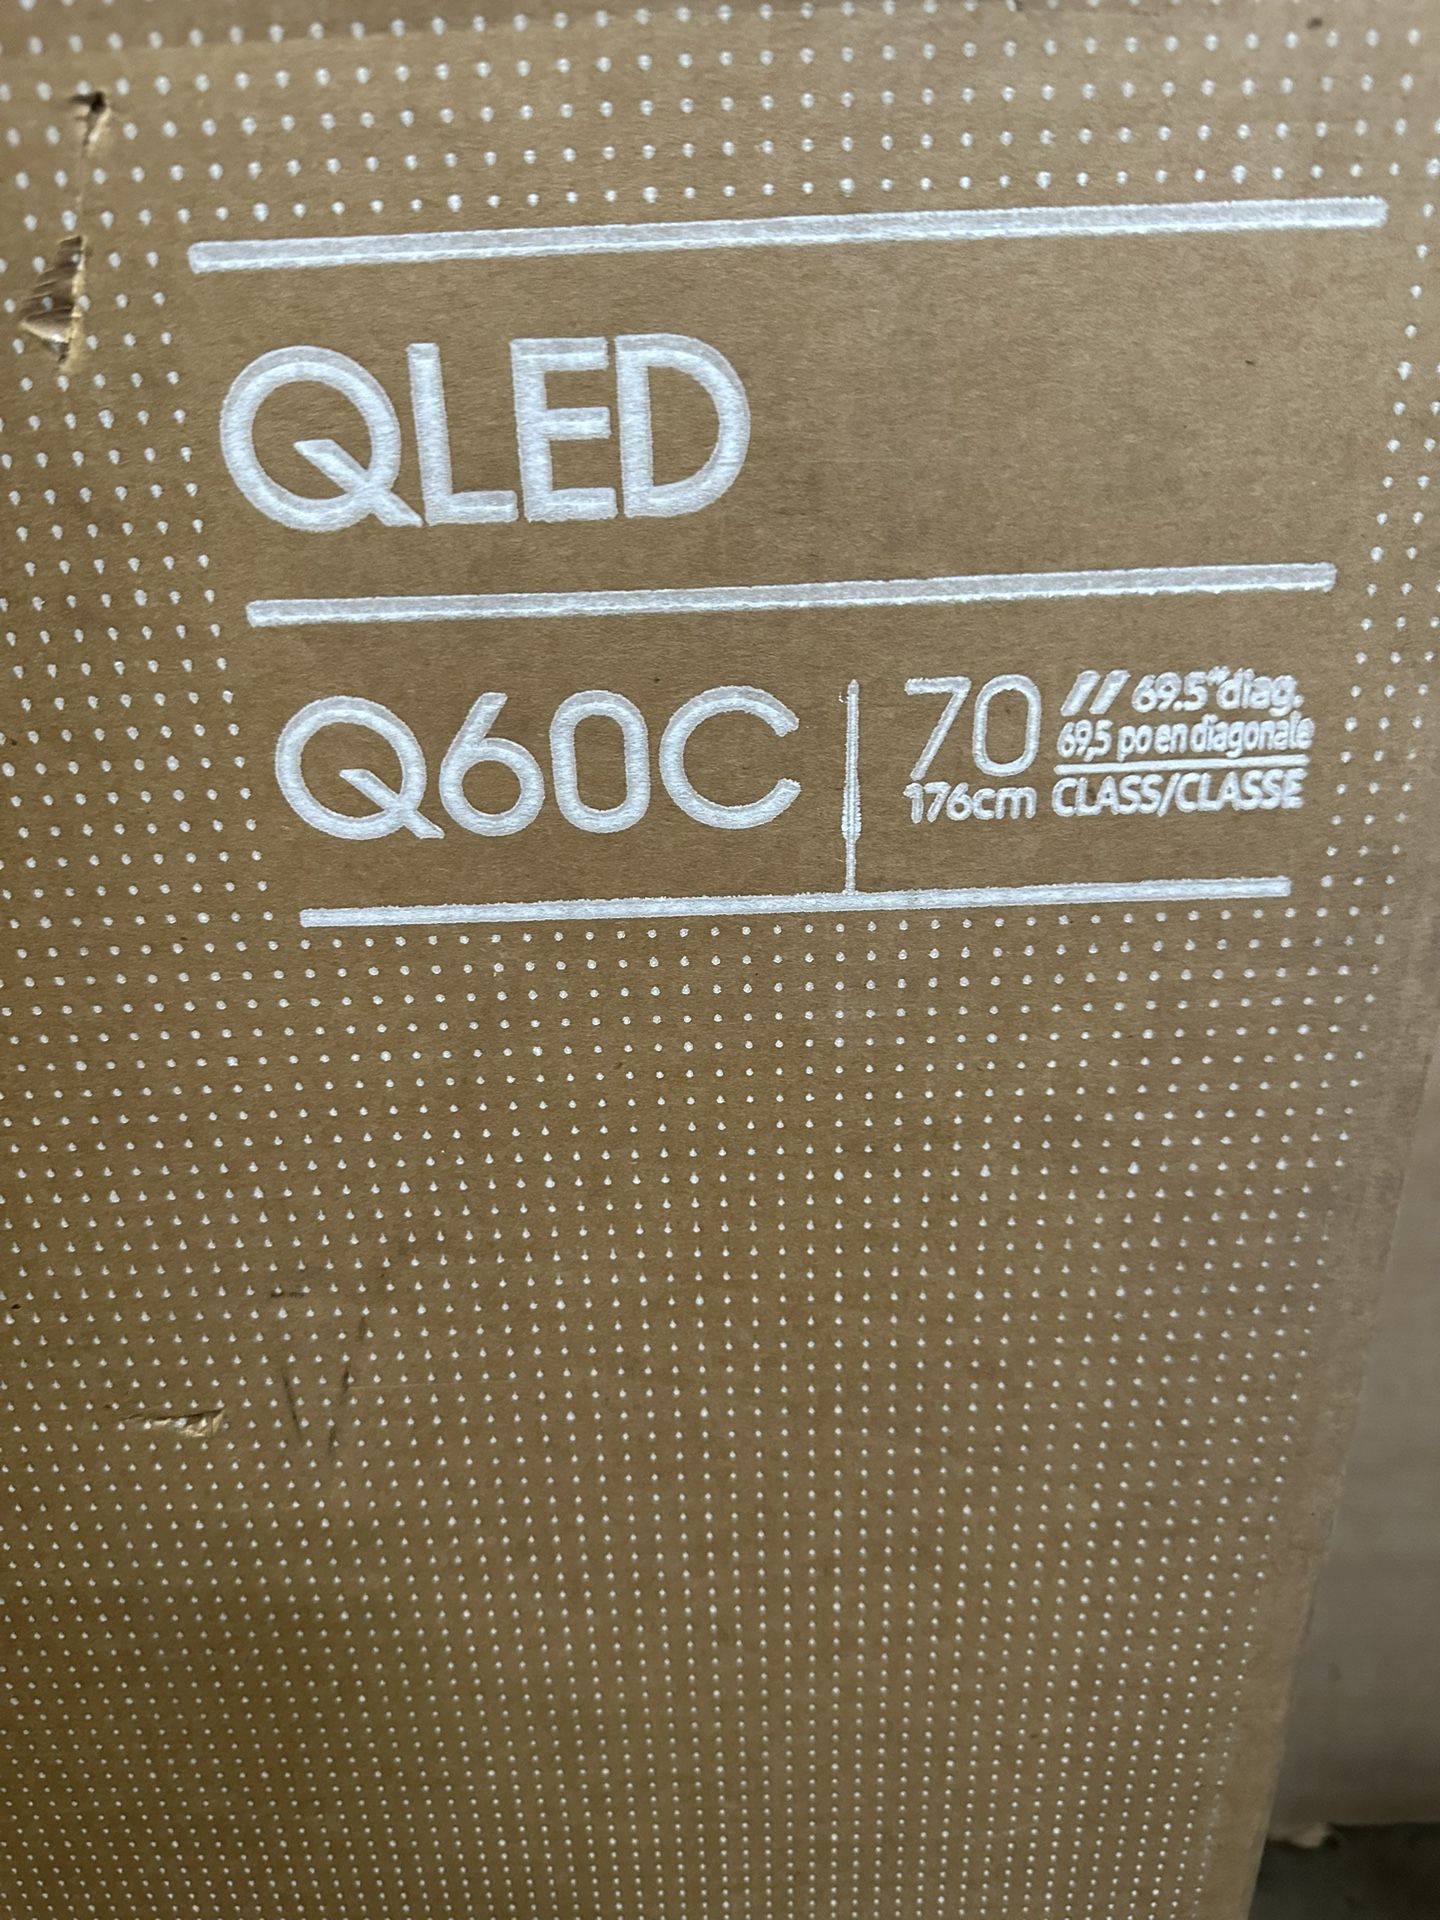 QLED
Q60C 70" 69.5" diag.
69,5 po en diagonale
176cm CLASS/CLASSE